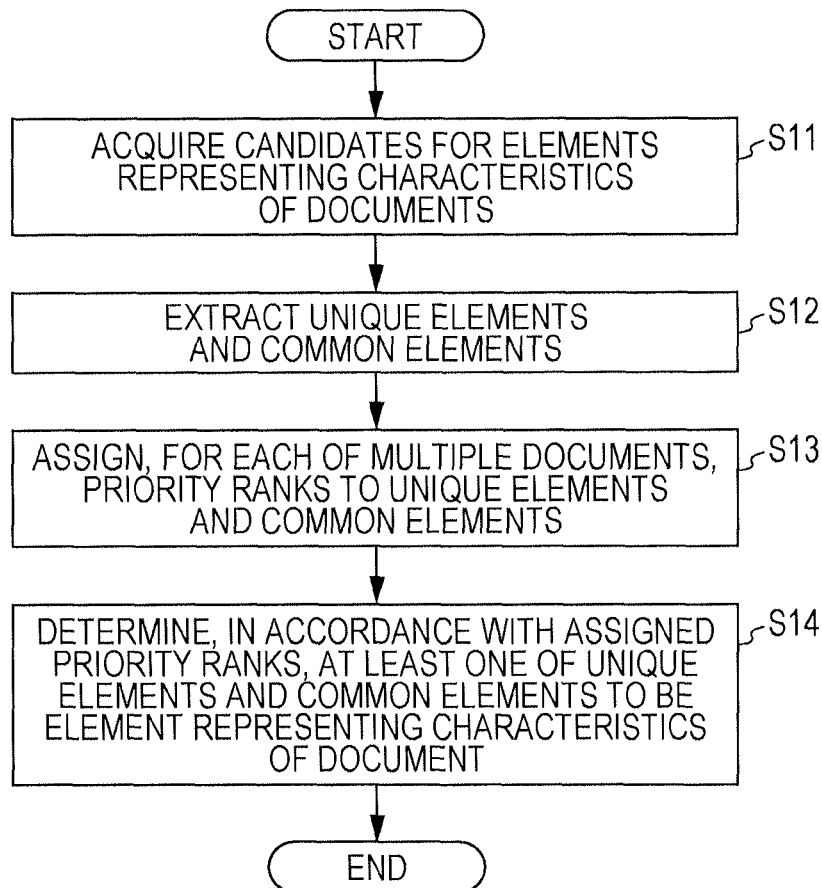 START
ACQUIRE CANDIDATES FOR ELEMENTS
REPRESENTING CHARACTERISTICS
OF DOCUMENTS
S11
EXTRACT UNIQUE ELEMENTS
AND COMMON ELEMENTS
S12
ASSIGN, FOR EACH OF MULTIPLE DOCUMENTS,
PRIORITY RANKS TO UNIQUE ELEMENTS
AND COMMON ELEMENTS
S13
DETERMINE, IN ACCORDANCE WITH ASSIGNED
PRIORITY RANKS, AT LEAST ONE OF UNIQUE
ELEMENTS AND COMMON ELEMENTS TO BE
ELEMENT REPRESENTING CHARACTERISTICS
OF DOCUMENT
S14
END